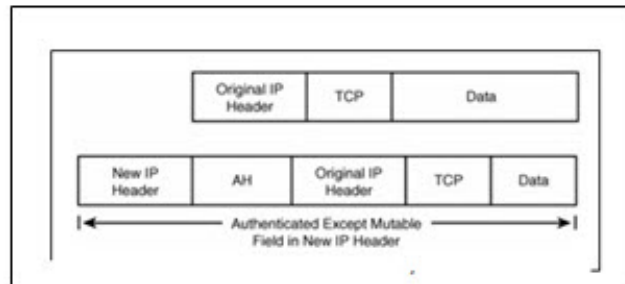 Original IP
Header
TCP
Data
New IP
Header
AH
Original IP
Header
TCP
Data
Authenticated Except Mutable
Field in New IP Header